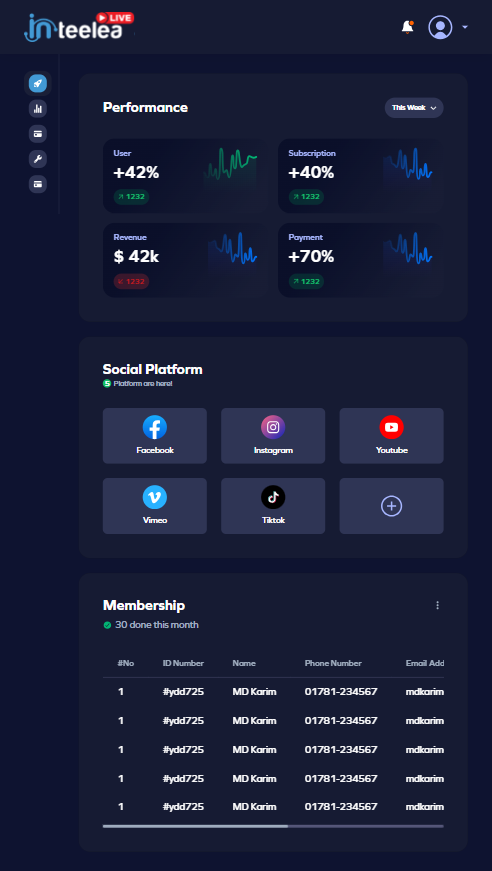 LIVE
inteelea
Performance
This Week
User
+42%
1232
Subscription
+40%
1232
Revenue
$ 42k
1232
Payment
+70%
1232
Social Platform
5 Platform are here!
Facebook
Instagram
Youtube
Vimeo
Tiktok
Membership
30 done this month
#No ID Number Name Phone Number Email Add
1 #ydd725 MD Karim 01781-234567 mdkarim
1 #ydd725 MD Karim 01781-234567 mdkarim
1 #ydd725 MD Karim 01781-234567 mdkarim
1 #ydd725 MD Karim 01781-234567 mdkarim
1 #ydd725 MD Karim 01781-234567 mdkarim